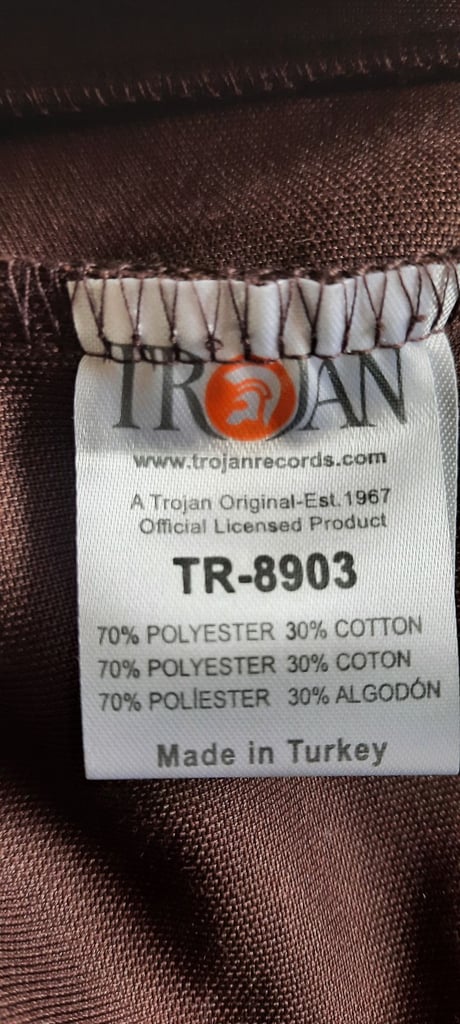 TROJAN
www.trojanrecords.com
A Trojan Original-Est.1967
Official Licensed Product
TR-8903
70% POLYESTER 30% COTTON
70% POLYESTER 30% COTON
70% POLÍESTER 30% ALGODÓN
Made in Turkey